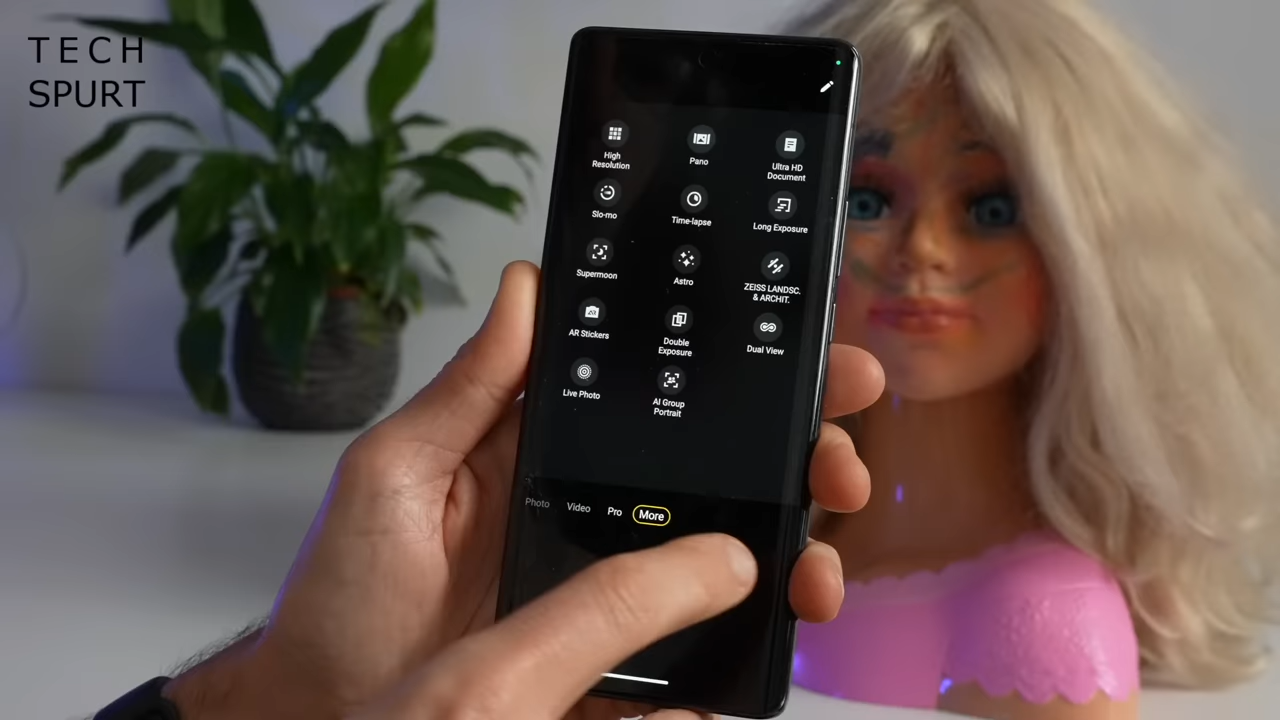 TECH
SPURT
High
Resolution
Pano
Ultra HD
Document
Slo-mo
Time-lapse
Long Exposure
Supermoon
Astro
ZEISS LANDSC.
& ARCHIT.
AR Stickers
Double
Exposure
Dual View
Live Photo
AI Group
Portrait
Photo
Video
Pro
More